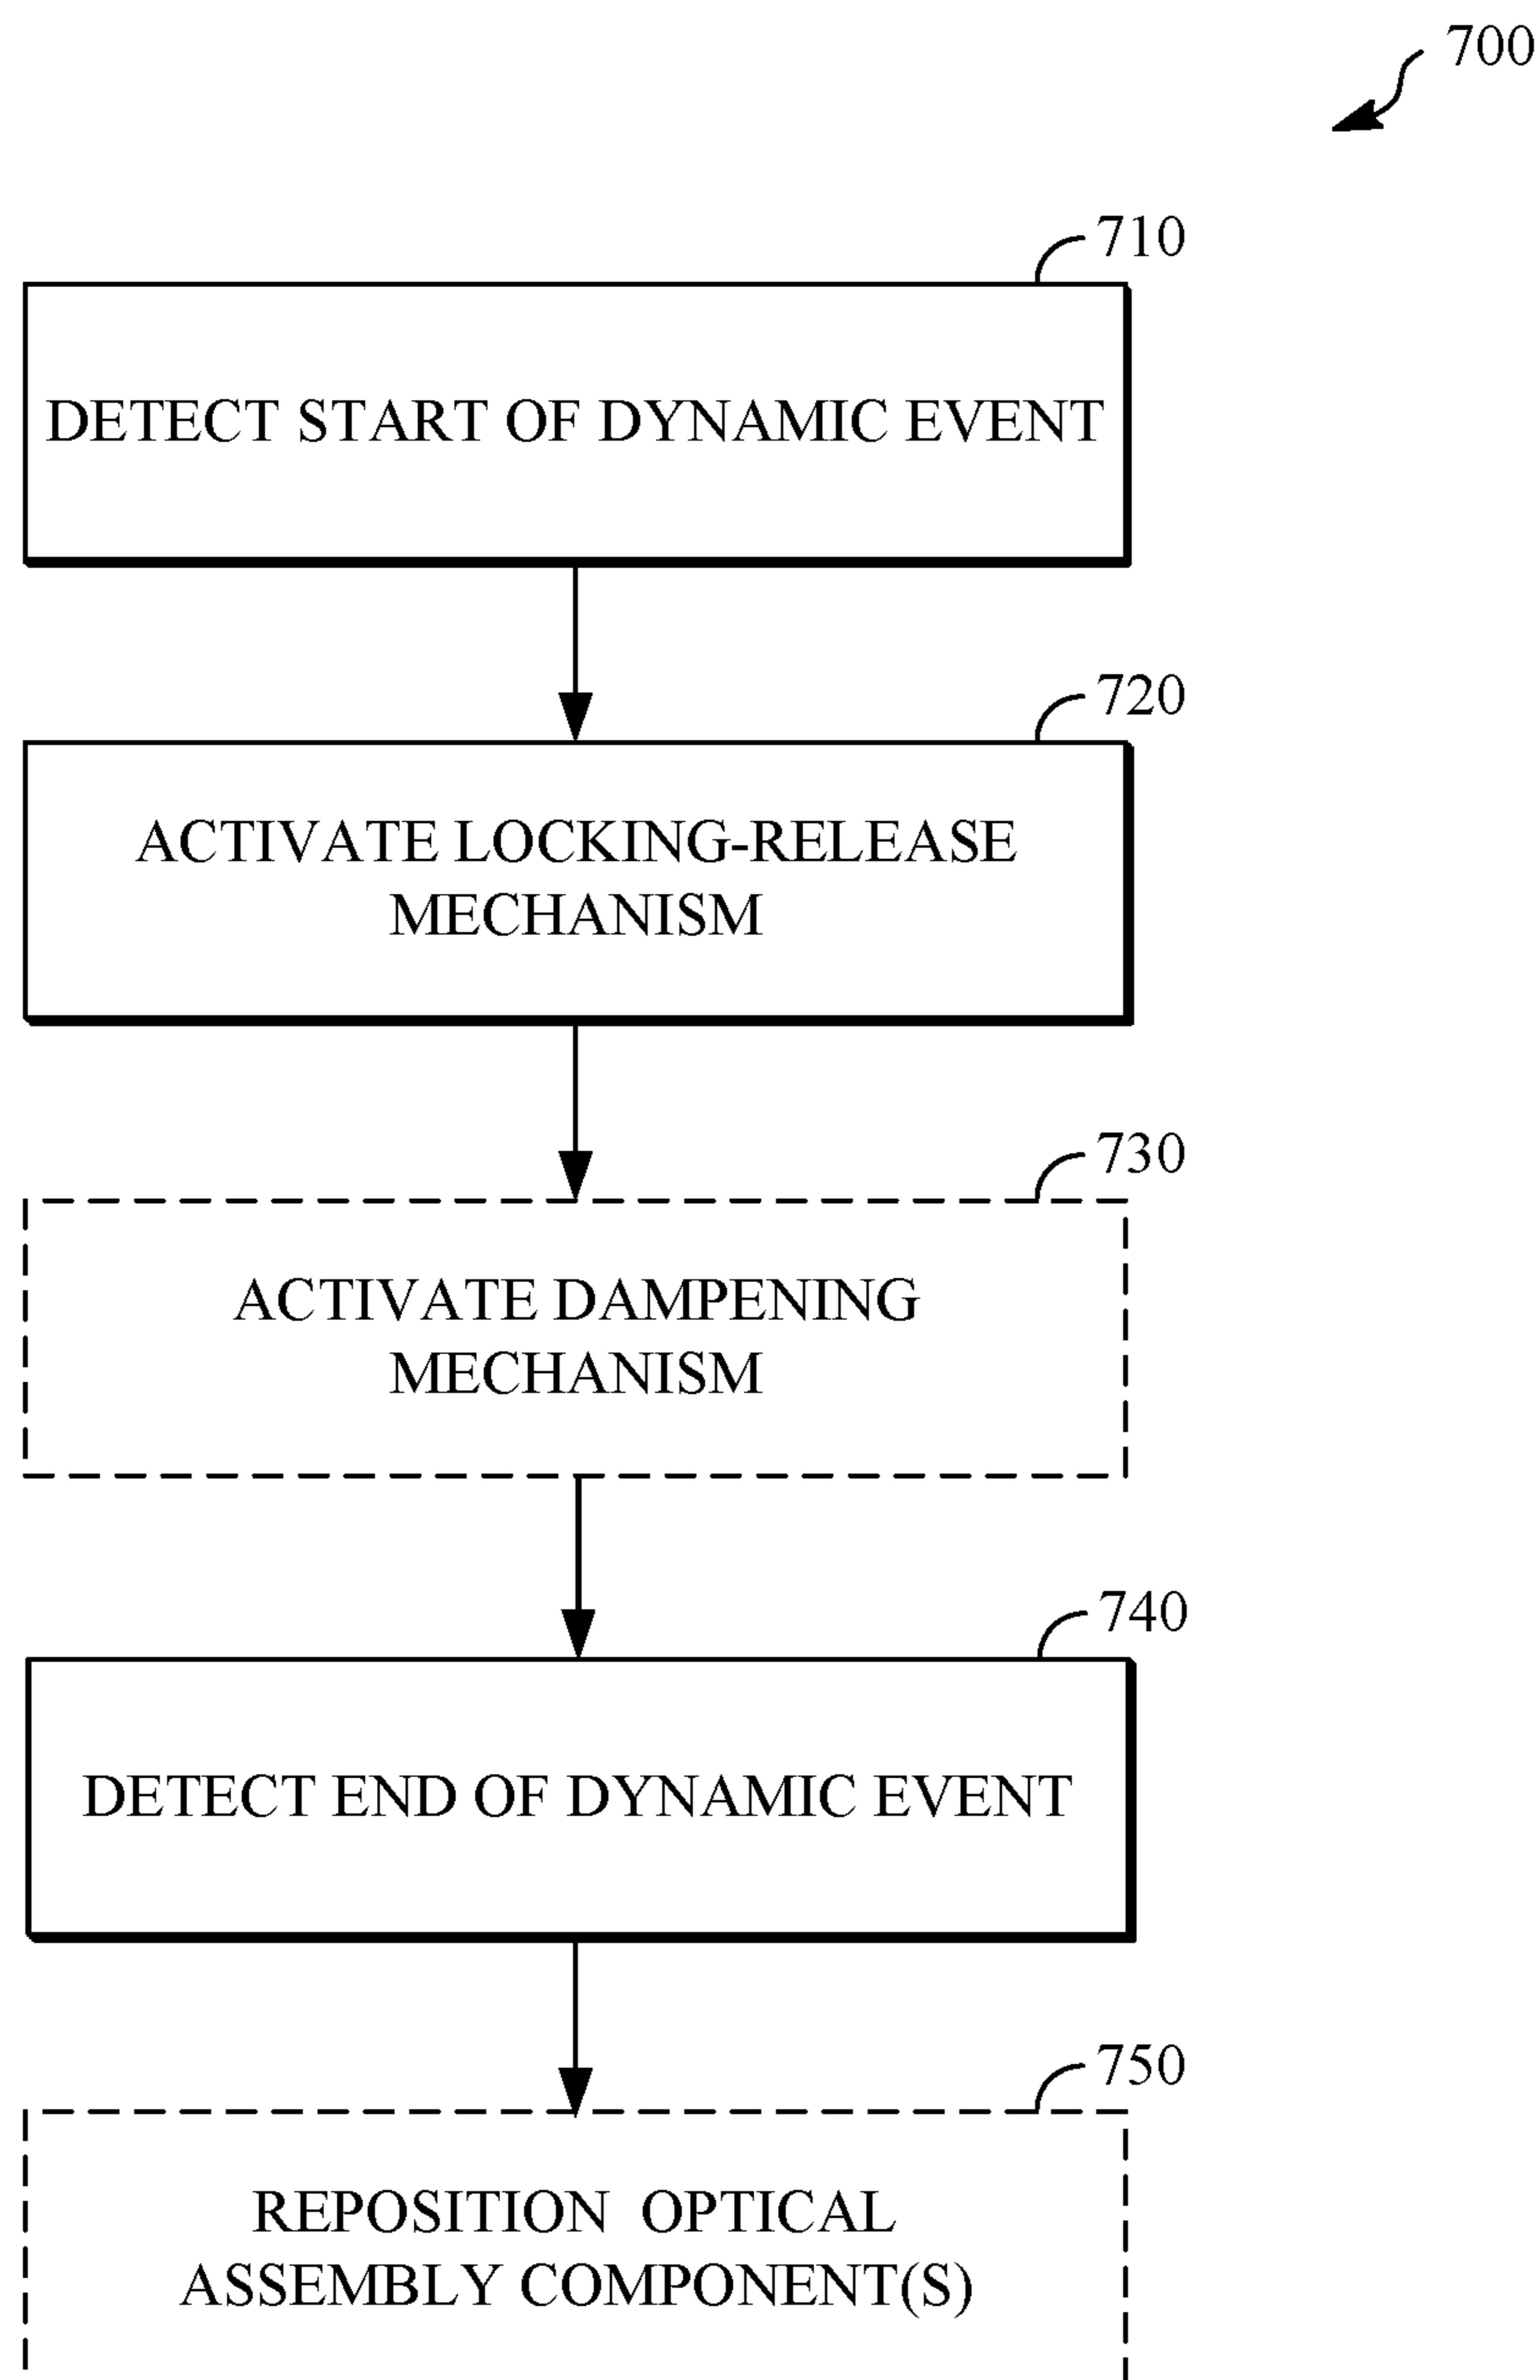 700
710
DETECT START OF DYNAMIC EVENT
720
ACTIVATE LOCKING-RELEASE
MECHANISM
730
ACTIVATE DAMPENING
MECHANISM
740
DETECT END OF DYNAMIC EVENT
750
REPOSITION OPTICAL
ASSEMBLY COMPONENT(S)